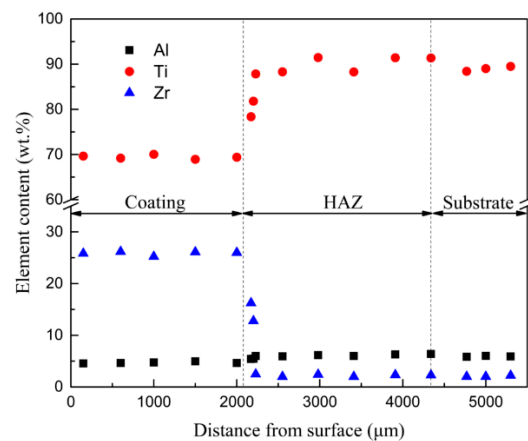 100
Al
Ti
Zr
90
80
70
60
Coating
HAZ
Substrate
30
20
10
0
0
1000
2000
3000
4000
5000
Element content (wt.%)
Distance from surface (μm)